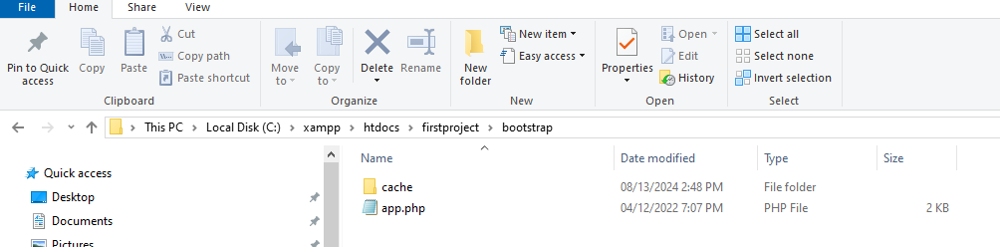 File Home Share View
Pin to Quick access
Copy
Paste
Cut
Copy path
Paste shortcut
Clipboard
Move to
Copy to
Delete
Rename
Organize
New folder
New item
Easy access
New
Properties
Open
Edit
History
Open
Select all
Select none
Invert selection
Select
This PC Local Disk (C:) xampp htdocs firstproject bootstrap
Quick access
Desktop
Documents
Pictures
Name Date modified Type Size
cache 08/13/2024 2:48 PM File folder
app.php 04/12/2022 7:07 PM PHP File 2 KB